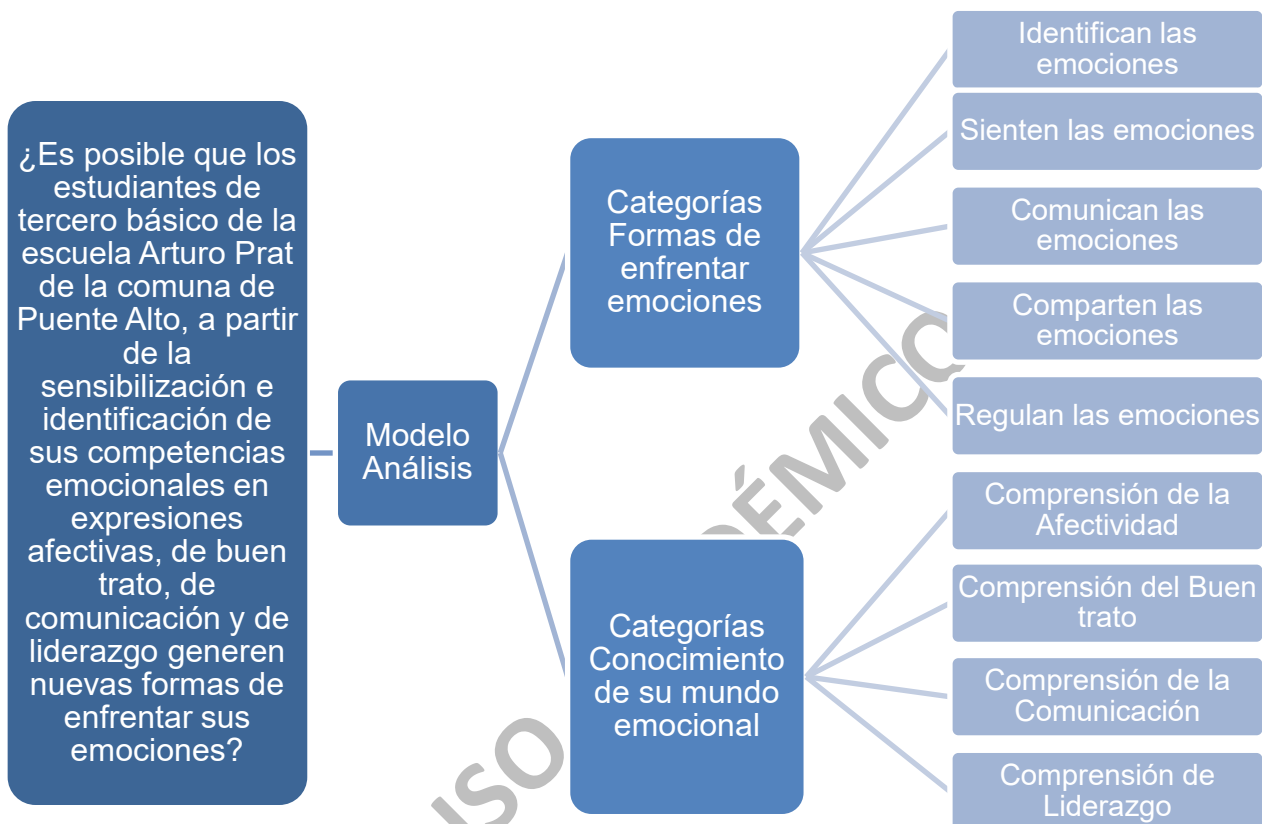 ¿Es posible que los
estudiantes de
tercero básico de la
escuela Arturo Prat
de la comuna de
Puente Alto, a partir
de la
sensibilización e
identificación de
sus competencias
emocionales en
expresiones
afectivas, de buen
trato, de
comunicación y de
liderazgo generen
nuevas formas de
enfrentar sus
emociones?
Modelo
Análisis
Categorías
Formas de
enfrentar
emociones
Identifican las
emociones
Sienten las emociones
Comunican las
emociones
Comparten las
emociones
Regulan las emociones
Categorías
Conocimiento
de su mundo
emocional
Comprensión de la
Afectividad
Comprensión del Buen
trato
Comprensión de la
Comunicación
Comprensión de
Liderazgo